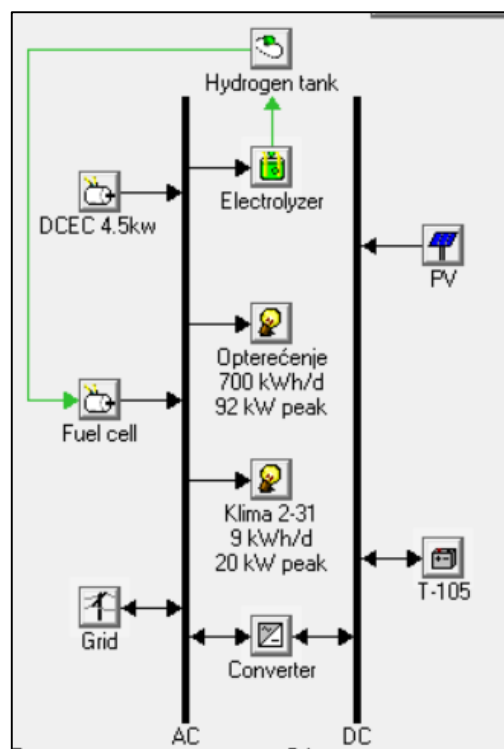 Hydrogen tank
Electrolyzer
DCEC 4.5kw
PV
Opterećenje
700 kWh/d
92 kW peak
Fuel cell
Klima 2-31
9 kWh/d
20 kW peak
T-105
Grid
Converter
AC
DC